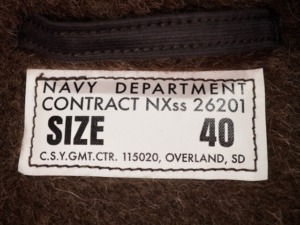 NAVY DEPARTMENT
CONTRACT NXss 26201
SIZE 40
C.S.Y.GMT.CTR. 115020, OVERLAND, SD